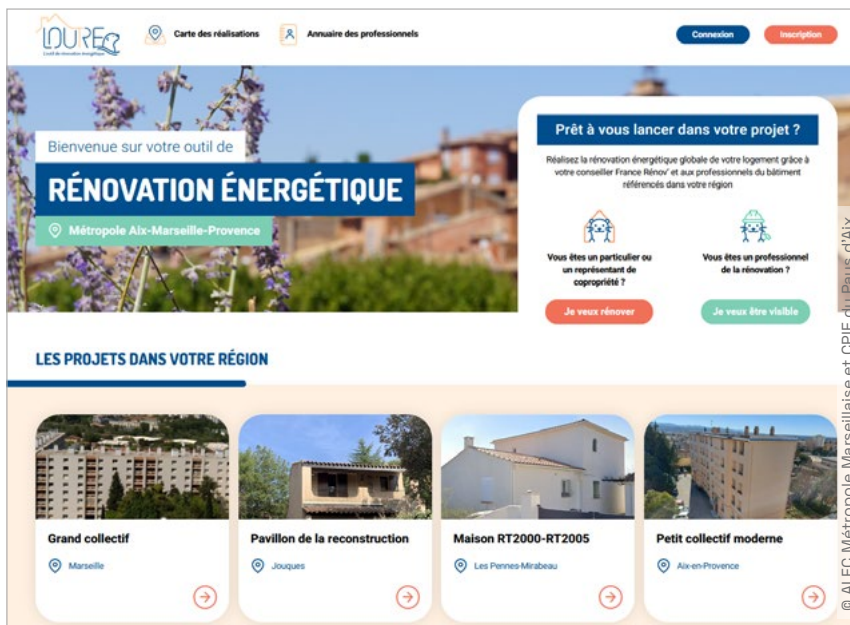 LOUREC
L'outil de rénovation énergétique
Carte des réalisations
Annuaire des professionnels
Connexion
Inscription
Bienvenue sur votre outil de
RÉNOVATION ÉNERGÉTIQUE
Métropole Aix-Marseille-Provence
Prêt à vous lancer dans votre projet ?
Réalisez la rénovation énergétique globale de votre logement grâce à
votre conseiller France Rénov' et aux professionnels du bâtiment
référencés dans votre région
Vous êtes un particulier ou
un représentant de
copropriété ?
Je veux rénover
Vous êtes un professionnel
de la rénovation ?
Je veux être visible
LES PROJETS DANS VOTRE RÉGION
Grand collectif
Marseille
Pavillon de la reconstruction
Jouques
Maison RT2000-RT2005
Les Pennes-Mirabeau
Petit collectif moderne
Aix-en-Provence
© ALEC Métropole Marseillaise et CPIE du Pays d'Aix